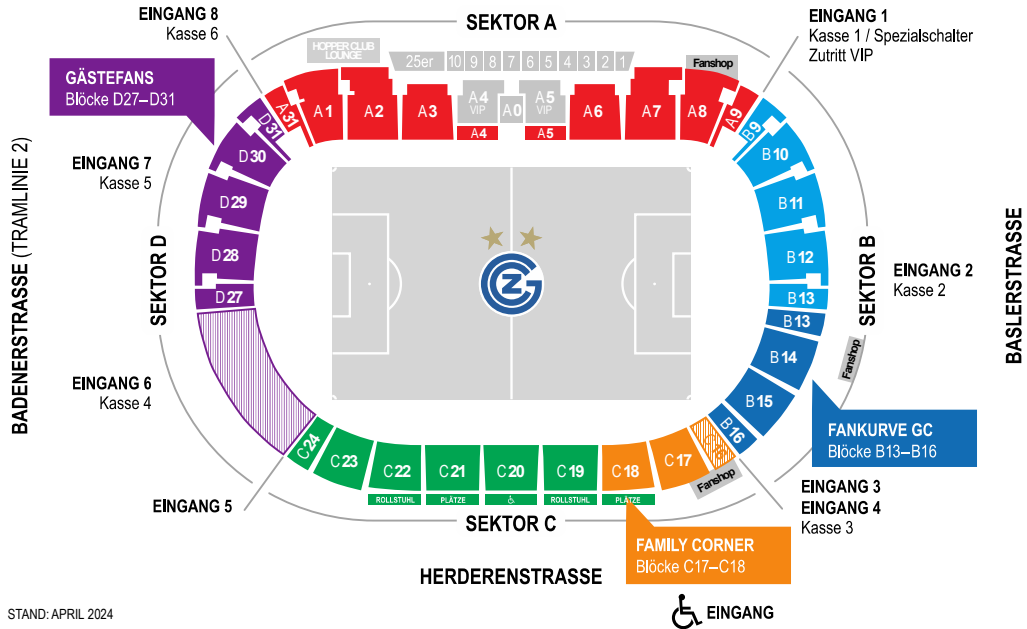 EINGANG 8
Kasse 6
SEKTOR A
EINGANG 1
Kasse 1 / Spezialschalter
Zutritt VIP
HOPPER CLUB
LOUNGE
25er 10 9 8 7 6 5 4 3 2 1
Fanshop
GÄSTEFANS
Blöcke D27–D31
A31
A1
A2
A3
A4
VIP
A0
A5
VIP
A6
A7
A8
A9
A4
A5
D31
D30
D29
D28
D27
B9
B10
B11
B12
B13
B13
B14
B15
B16
EINGANG 7
Kasse 5
BADENERSTRASSE (TRAMLINIE 2)
SEKTOR D
SEKTOR B
EINGANG 2
Kasse 2
BASLERSTRASSE
Fanshop
GC
Z
EINGANG 6
Kasse 4
FANKURVE GC
Blöcke B13–B16
C24
C23
C22
C21
C20
C19
C18
C17
C16
ROLLSTUHL
PLÄTZE
ROLLSTUHL
PLÄTZE
Fanshop
EINGANG 5
SEKTOR C
EINGANG 3
EINGANG 4
Kasse 3
FAMILY CORNER
Blöcke C17–C18
HERDERENSTRASSE
EINGANG
STAND: APRIL 2024